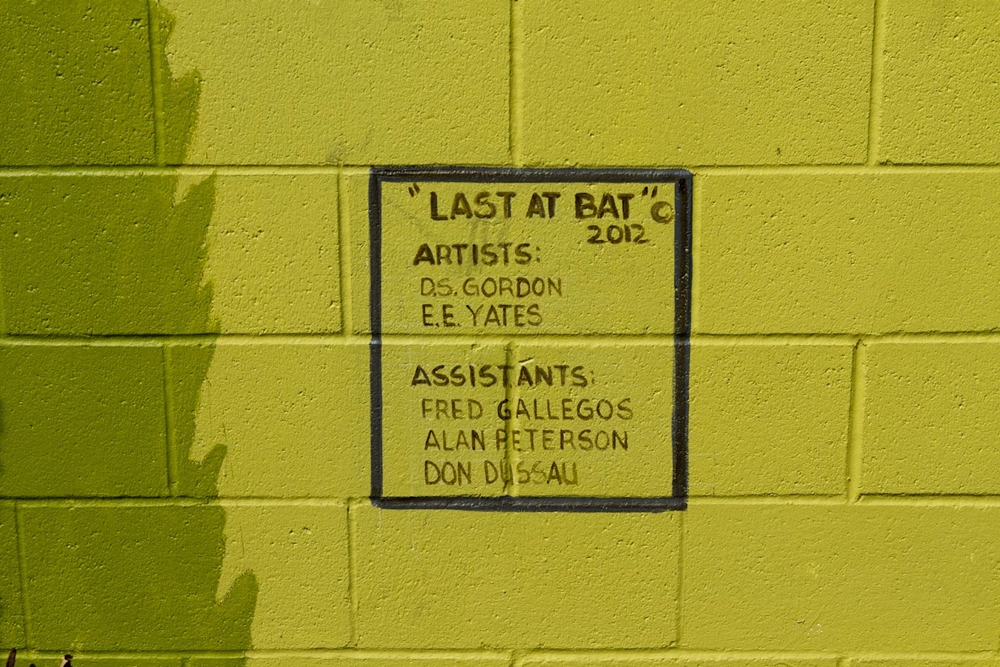 "LAST AT BAT" ©
2012
ARTISTS:
D.S. GORDON
E.E. YATES
ASSISTANTS:
FRED GALLEGOS
ALAN PETERSON
DON DUSSAU